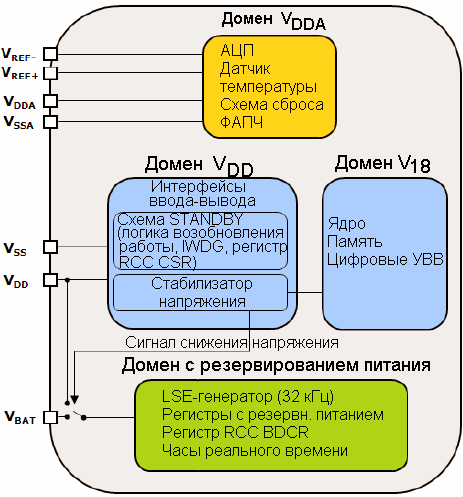 Домен VDDA
VREF-
VREF+
VDDA
VSSA
АЦП
Датчик
температуры
Схема сброса
ФАПЧ
Домен VDD
Домен V18
Интерфейсы
ввода-вывода
Схема STANDBY
(логика возобновления
работы, IWDG, регистр
RCC CSR)
Стабилизатор
напряжения
Ядро
Память
Цифровые УВВ
VSS
VDD
Сигнал снижения напряжения
Домен с резервированием питания
VBAT
LSE-генератор (32 кГц)
Регистры с резервн. питанием
Регистр RCC BDCR
Часы реального времени